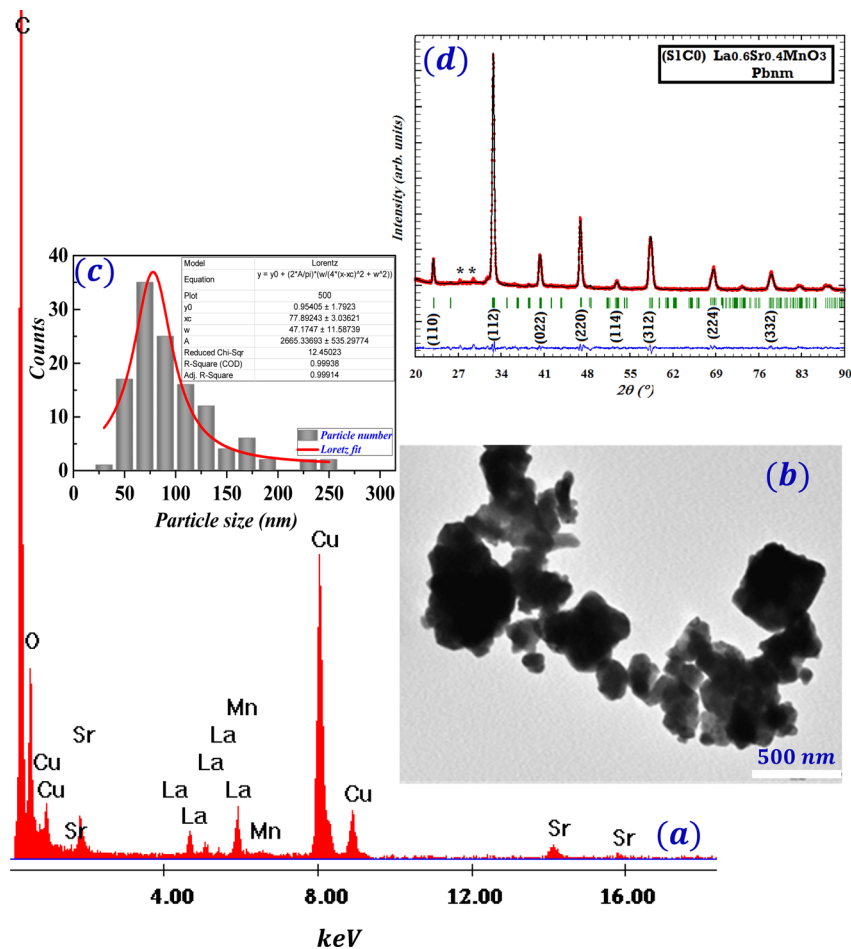 C
(d)
(S1C0) La0.6Sr0.4MnO3
Pbnm
Intensity (arb. units)
* *
(110)
(112)
(022)
(220)
(114)
(312)
(224)
(332)
20 27 34 41 48 55 62 69 76 83 90
2θ (°)
(c)
Model Lorentz
Equation y = y0 + (2*A/pi)*(w/(4*(x-xc)^2 + w^2))
Plot 500
y0 0.95405 ± 1.7923
xc 77.89243 ± 3.03621
w 47.1747 ± 11.58739
A 2665.33693 ± 535.29774
Reduced Chi-Sqr 12.45023
R-Square (COD) 0.99938
Adj. R-Square 0.99914
Counts
40
30
20
10
0
Particle number
Loretz fit
0 50 100 150 200 250 300
Particle size (nm)
(b)
500 nm
Cu
O
Mn
Sr
La
Cu
La
Cu
La
La
Cu
La
Sr
Mn
Sr
Sr
(a)
4.00 8.00 12.00 16.00
keV